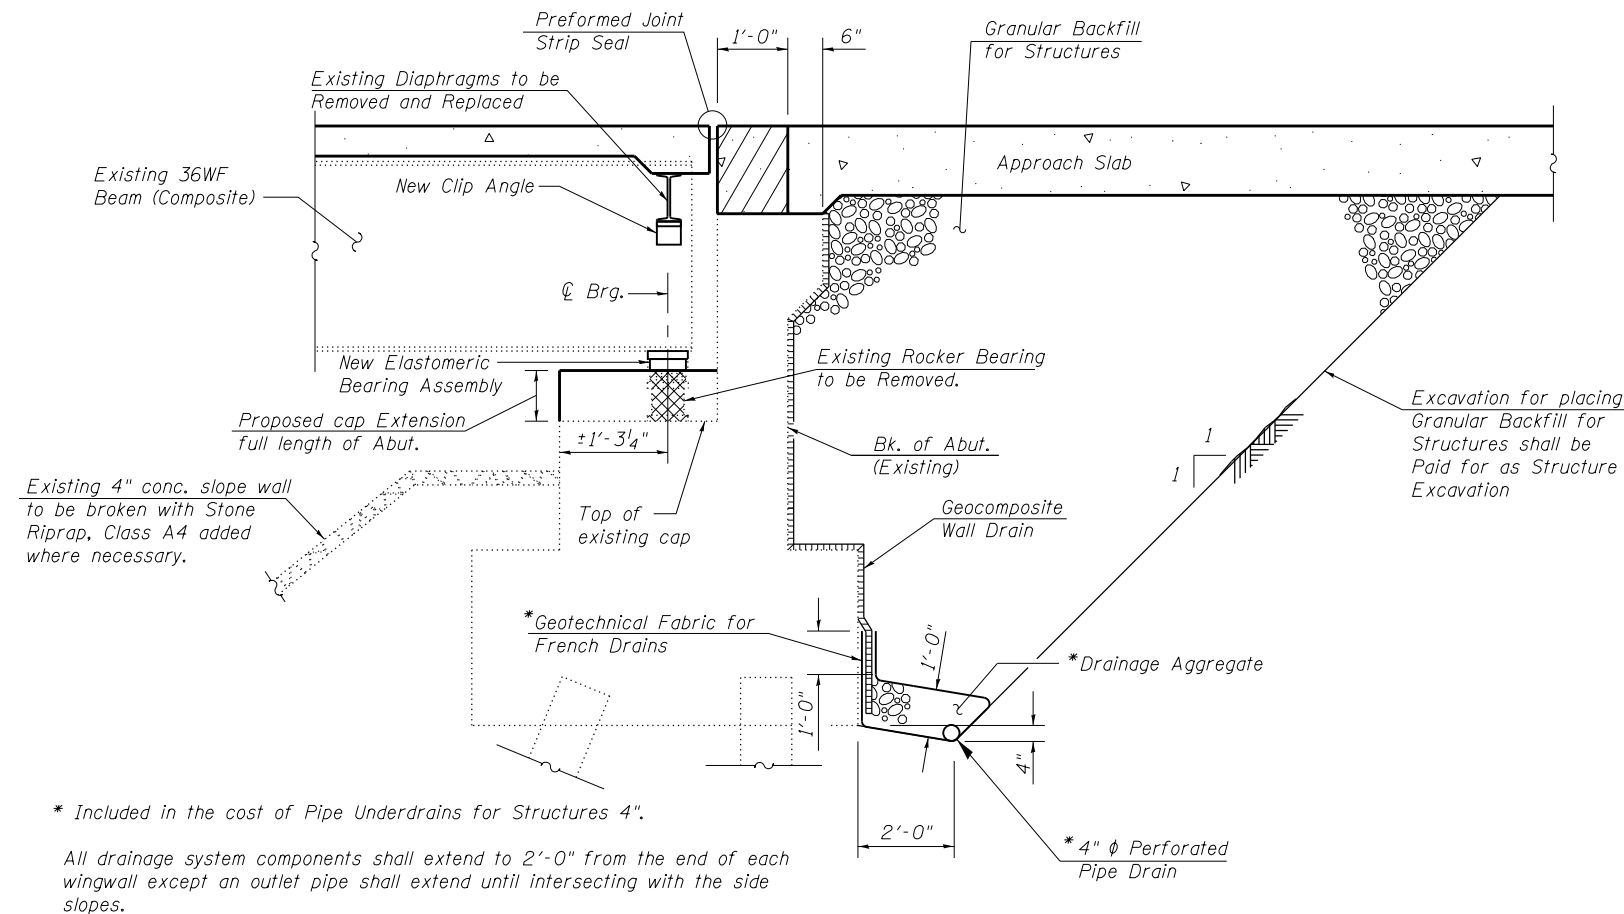 Preformed Joint
Strip Seal
1'-0"
6"
Granular Backfill
for Structures
Existing Diaphragms to be
Removed and Replaced
Approach Slab
Existing 36WF
Beam (Composite)
New Clip Angle
℄ Brg.
New Elastomeric
Bearing Assembly
Existing Rocker Bearing
to be Removed.
Proposed cap Extension
full length of Abut.
±1'-3¼"
Bk. of Abut.
(Existing)
1
1
Excavation for placing
Granular Backfill for
Structures shall be
Paid for as Structure
Excavation
Existing 4" conc. slope wall
to be broken with Stone
Riprap, Class A4 added
where necessary.
Top of
existing cap
Geocomposite
Wall Drain
*Geotechnical Fabric for
French Drains
1'-0"
1'-0"
*Drainage Aggregate
4"
2'-0"
*4" ϕ Perforated
Pipe Drain
* Included in the cost of Pipe Underdrains for Structures 4".
All drainage system components shall extend to 2'-0" from the end of each
wingwall except an outlet pipe shall extend until intersecting with the side
slopes.